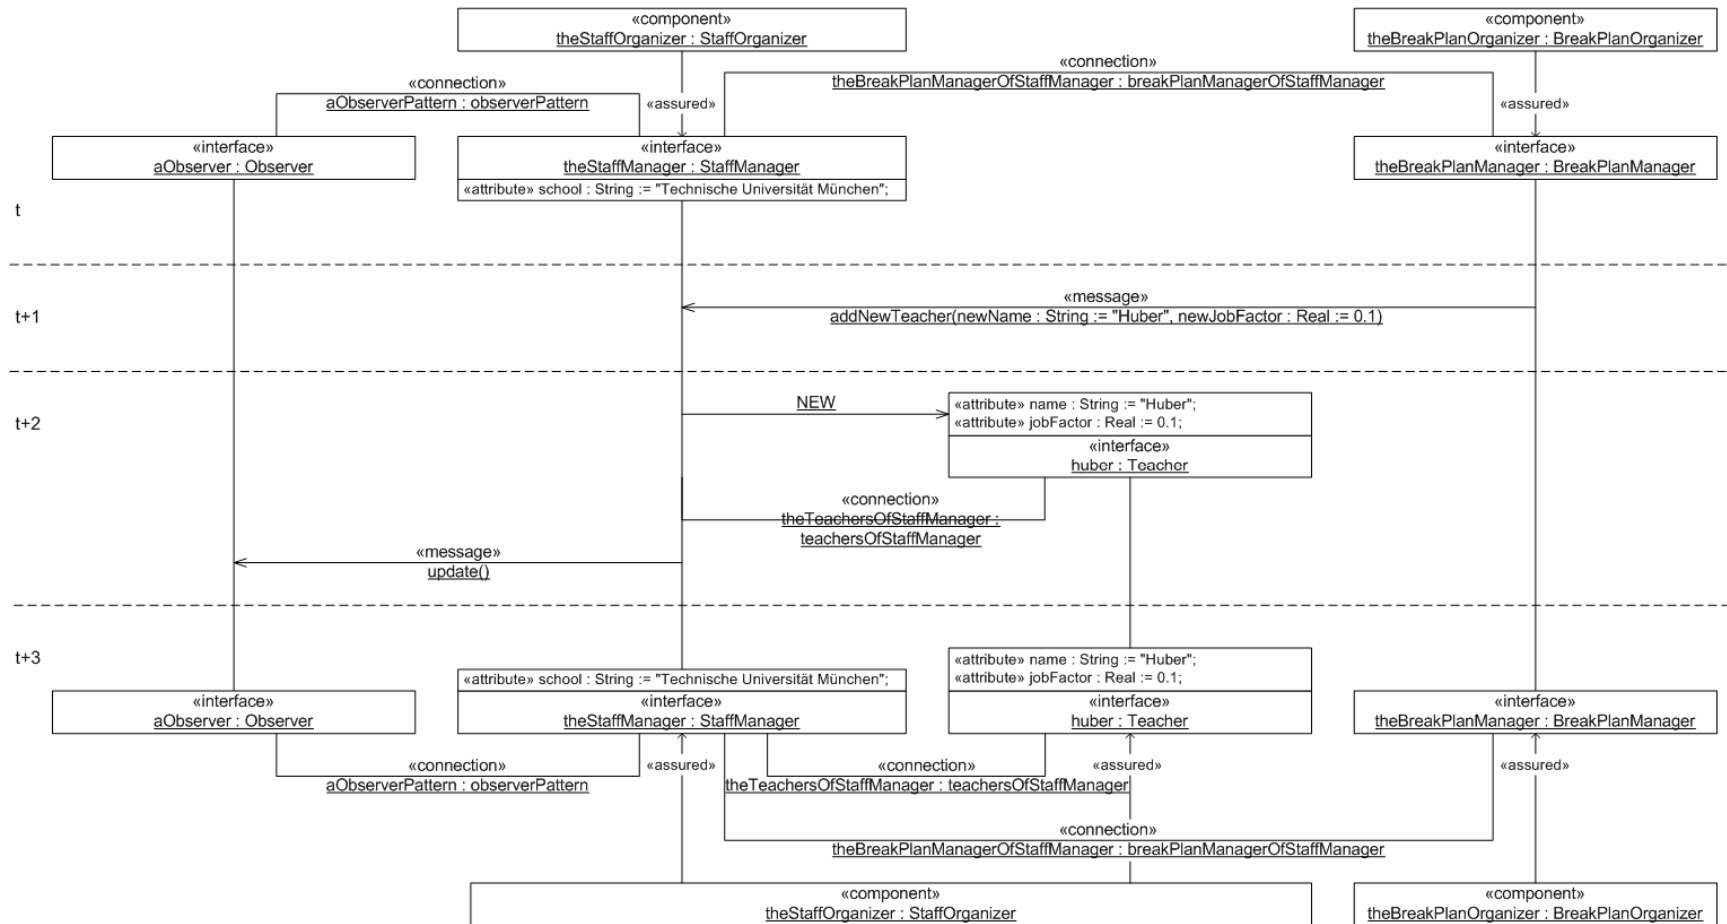 «component»
theStaffOrganizer : StaffOrganizer
«component»
theBreakPlanOrganizer : BreakPlanOrganizer
«connection»
theBreakPlanManagerOfStaffManager : breakPlanManagerOfStaffManager
«connection»
aObserverPattern : observerPattern
«assured»
«assured»
«interface»
aObserver : Observer
«interface»
theStaffManager : StaffManager
«attribute» school : String := "Technische Universität München";
«interface»
theBreakPlanManager : BreakPlanManager
t
t+1
«message»
addNewTeacher(newName : String := "Huber", newJobFactor : Real := 0.1)
t+2
NEW
«attribute» name : String := "Huber";
«attribute» jobFactor : Real := 0.1;
«interface»
huber : Teacher
«connection»
theTeachersOfStaffManager :
teachersOfStaffManager
«message»
update()
t+3
«interface»
aObserver : Observer
«attribute» school : String := "Technische Universität München";
«interface»
theStaffManager : StaffManager
«attribute» name : String := "Huber";
«attribute» jobFactor : Real := 0.1;
«interface»
huber : Teacher
«interface»
theBreakPlanManager : BreakPlanManager
«connection»
aObserverPattern : observerPattern
«assured»
«connection»
theTeachersOfStaffManager : teachersOfStaffManager
«assured»
«assured»
«connection»
theBreakPlanManagerOfStaffManager : breakPlanManagerOfStaffManager
«component»
theStaffOrganizer : StaffOrganizer
«component»
theBreakPlanOrganizer : BreakPlanOrganizer